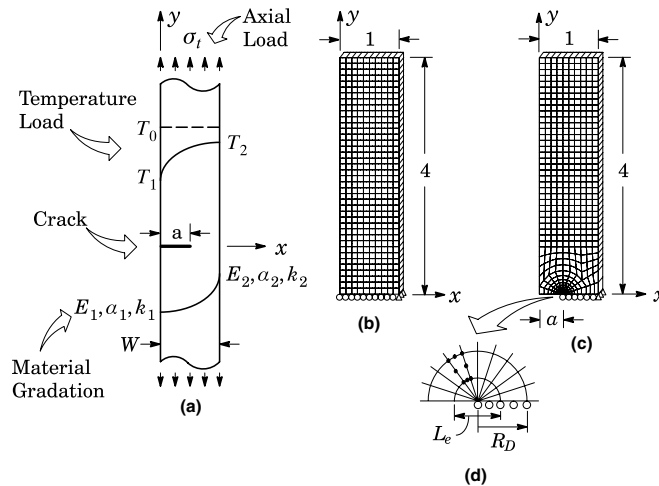 y
Axial
Load
σt
Temperature
Load
T0
T2
T1
Crack
a
x
E2, α2, k2
E1, α1, k1
W
Material
Gradation
(a)
y
1
4
x
(b)
y
1
4
x
a
(c)
Le
RD
(d)